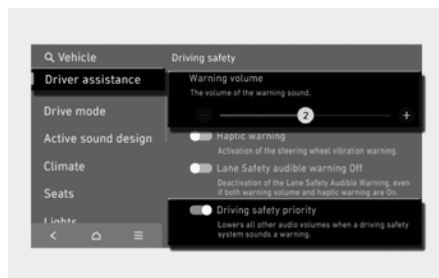 Vehicle
Driving safety
Driver assistance
Warning volume
The volume of the warning sound.
2
Drive mode
Haptic warning
Active sound design
Activation of the steering wheel vibration warning.
Lane Safety audible warning Off
Climate
Deactivation of the Lane Safety Audible Warning, even
if both warning volume and haptic warning are On.
Seats
Driving safety priority
Lights
Lowers all other audio volumes when a driving safety
system sounds a warning.